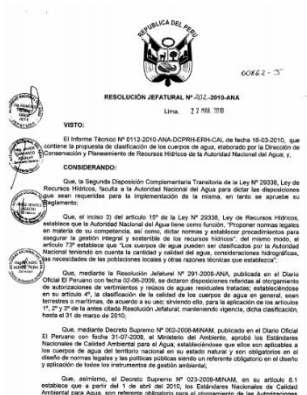 REPUBLICA DEL PERU
60862-J
RESOLUCIÓN JEFATURAL Nº 202-2010-ANA
Lima, 22 MAR. 2010
VISTO:
El Informe Técnico Nº 0112-2010-ANA-DCPRH-ERH-CAL de fecha 18-03-2010, que
contiene la propuesta de clasificación de los cuerpos de agua, elaborado por la Dirección de
Conservación y Planeamiento de Recursos Hídricos de la Autoridad Nacional del Agua; y,
CONSIDERANDO:
Que, la Segunda Disposición Complementaria Transitoria de la Ley Nº 29338, Ley de
Recursos Hídricos, faculta a la Autoridad Nacional del Agua para dictar las disposiciones
que sean requeridas para la implementación de la misma, en tanto se apruebe su
Reglamento;
Que, el inciso 3) del artículo 15º de la Ley Nº 29338, Ley de Recursos Hídricos,
establece que la Autoridad Nacional del Agua tiene como función, "Proponer normas legales
en materia de su competencia, así como, dictar normas y establecer procedimientos para
asegurar la gestión integral y sostenible de los recursos hídricos"; del mismo modo, el
artículo 73º establece que "Los cuerpos de agua pueden ser clasificados por la Autoridad
Nacional teniendo en cuenta la cantidad y calidad del agua, consideraciones hidrográficas,
las necesidades de las poblaciones locales y otras razones técnicas que establezca";
Que, mediante la Resolución Jefatural Nº 291-2009-ANA, publicada en el Diario
Oficial El Peruano con fecha 02-06-2009, se dictaron disposiciones referidas al otorgamiento
de autorizaciones de vertimientos y reúsos de aguas residuales tratadas; estableciéndose
en su artículo 4º, la clasificación de la calidad de los cuerpos de agua en general, sean
terrestres o marítimos, de acuerdo a su uso; sirviendo ello, para la aplicación de los artículos
1º, 2º y 3º de la antes citada Resolución Jefatural; manteniendo vigencia, dicha clasificación,
hasta el 31 de marzo de 2010;
Que, mediante Decreto Supremo Nº 002-2008-MINAM, publicado en el Diario Oficial
El Peruano con fecha 31-07-2008, el Ministerio del Ambiente, aprobó los Estándares
Nacionales de Calidad Ambiental para el Agua; estableciéndose que ellos son aplicables a
los cuerpos de agua del territorio nacional en su estado natural y son obligatorios en el
diseño de normas legales y las políticas públicas siendo un referente obligatorio en el diseño
y aplicación de todos los instrumentos de gestión ambiental;
Que, asimismo, el Decreto Supremo Nº 023-2009-MINAM, en su artículo 8,
establece que a partir del 1 de abril del 2010, los Estándares Nacionales de Calidad
Ambiental para Agua, son referente obligatorio para el otorgamiento de las Autorizaciones